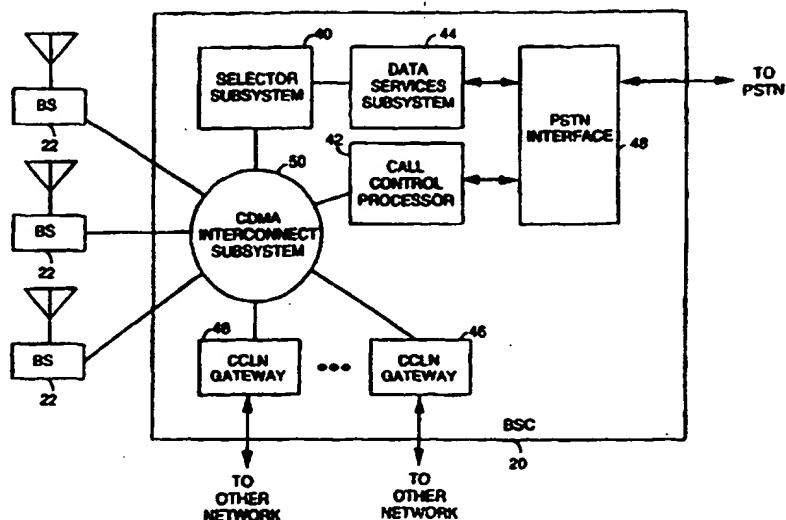 BS
22
BS
22
BS
22
40
SELECTOR
SUBSYSTEM
44
DATA
SERVICES
SUBSYSTEM
42
CALL
CONTROL
PROCESSOR
PSTN
INTERFACE
48
TO
PSTN
50
CDMA
INTERCONNECT
SUBSYSTEM
46
CCLN
GATEWAY
46
CCLN
GATEWAY
BSC
20
TO
OTHER
NETWORK
TO
OTHER
NETWORK